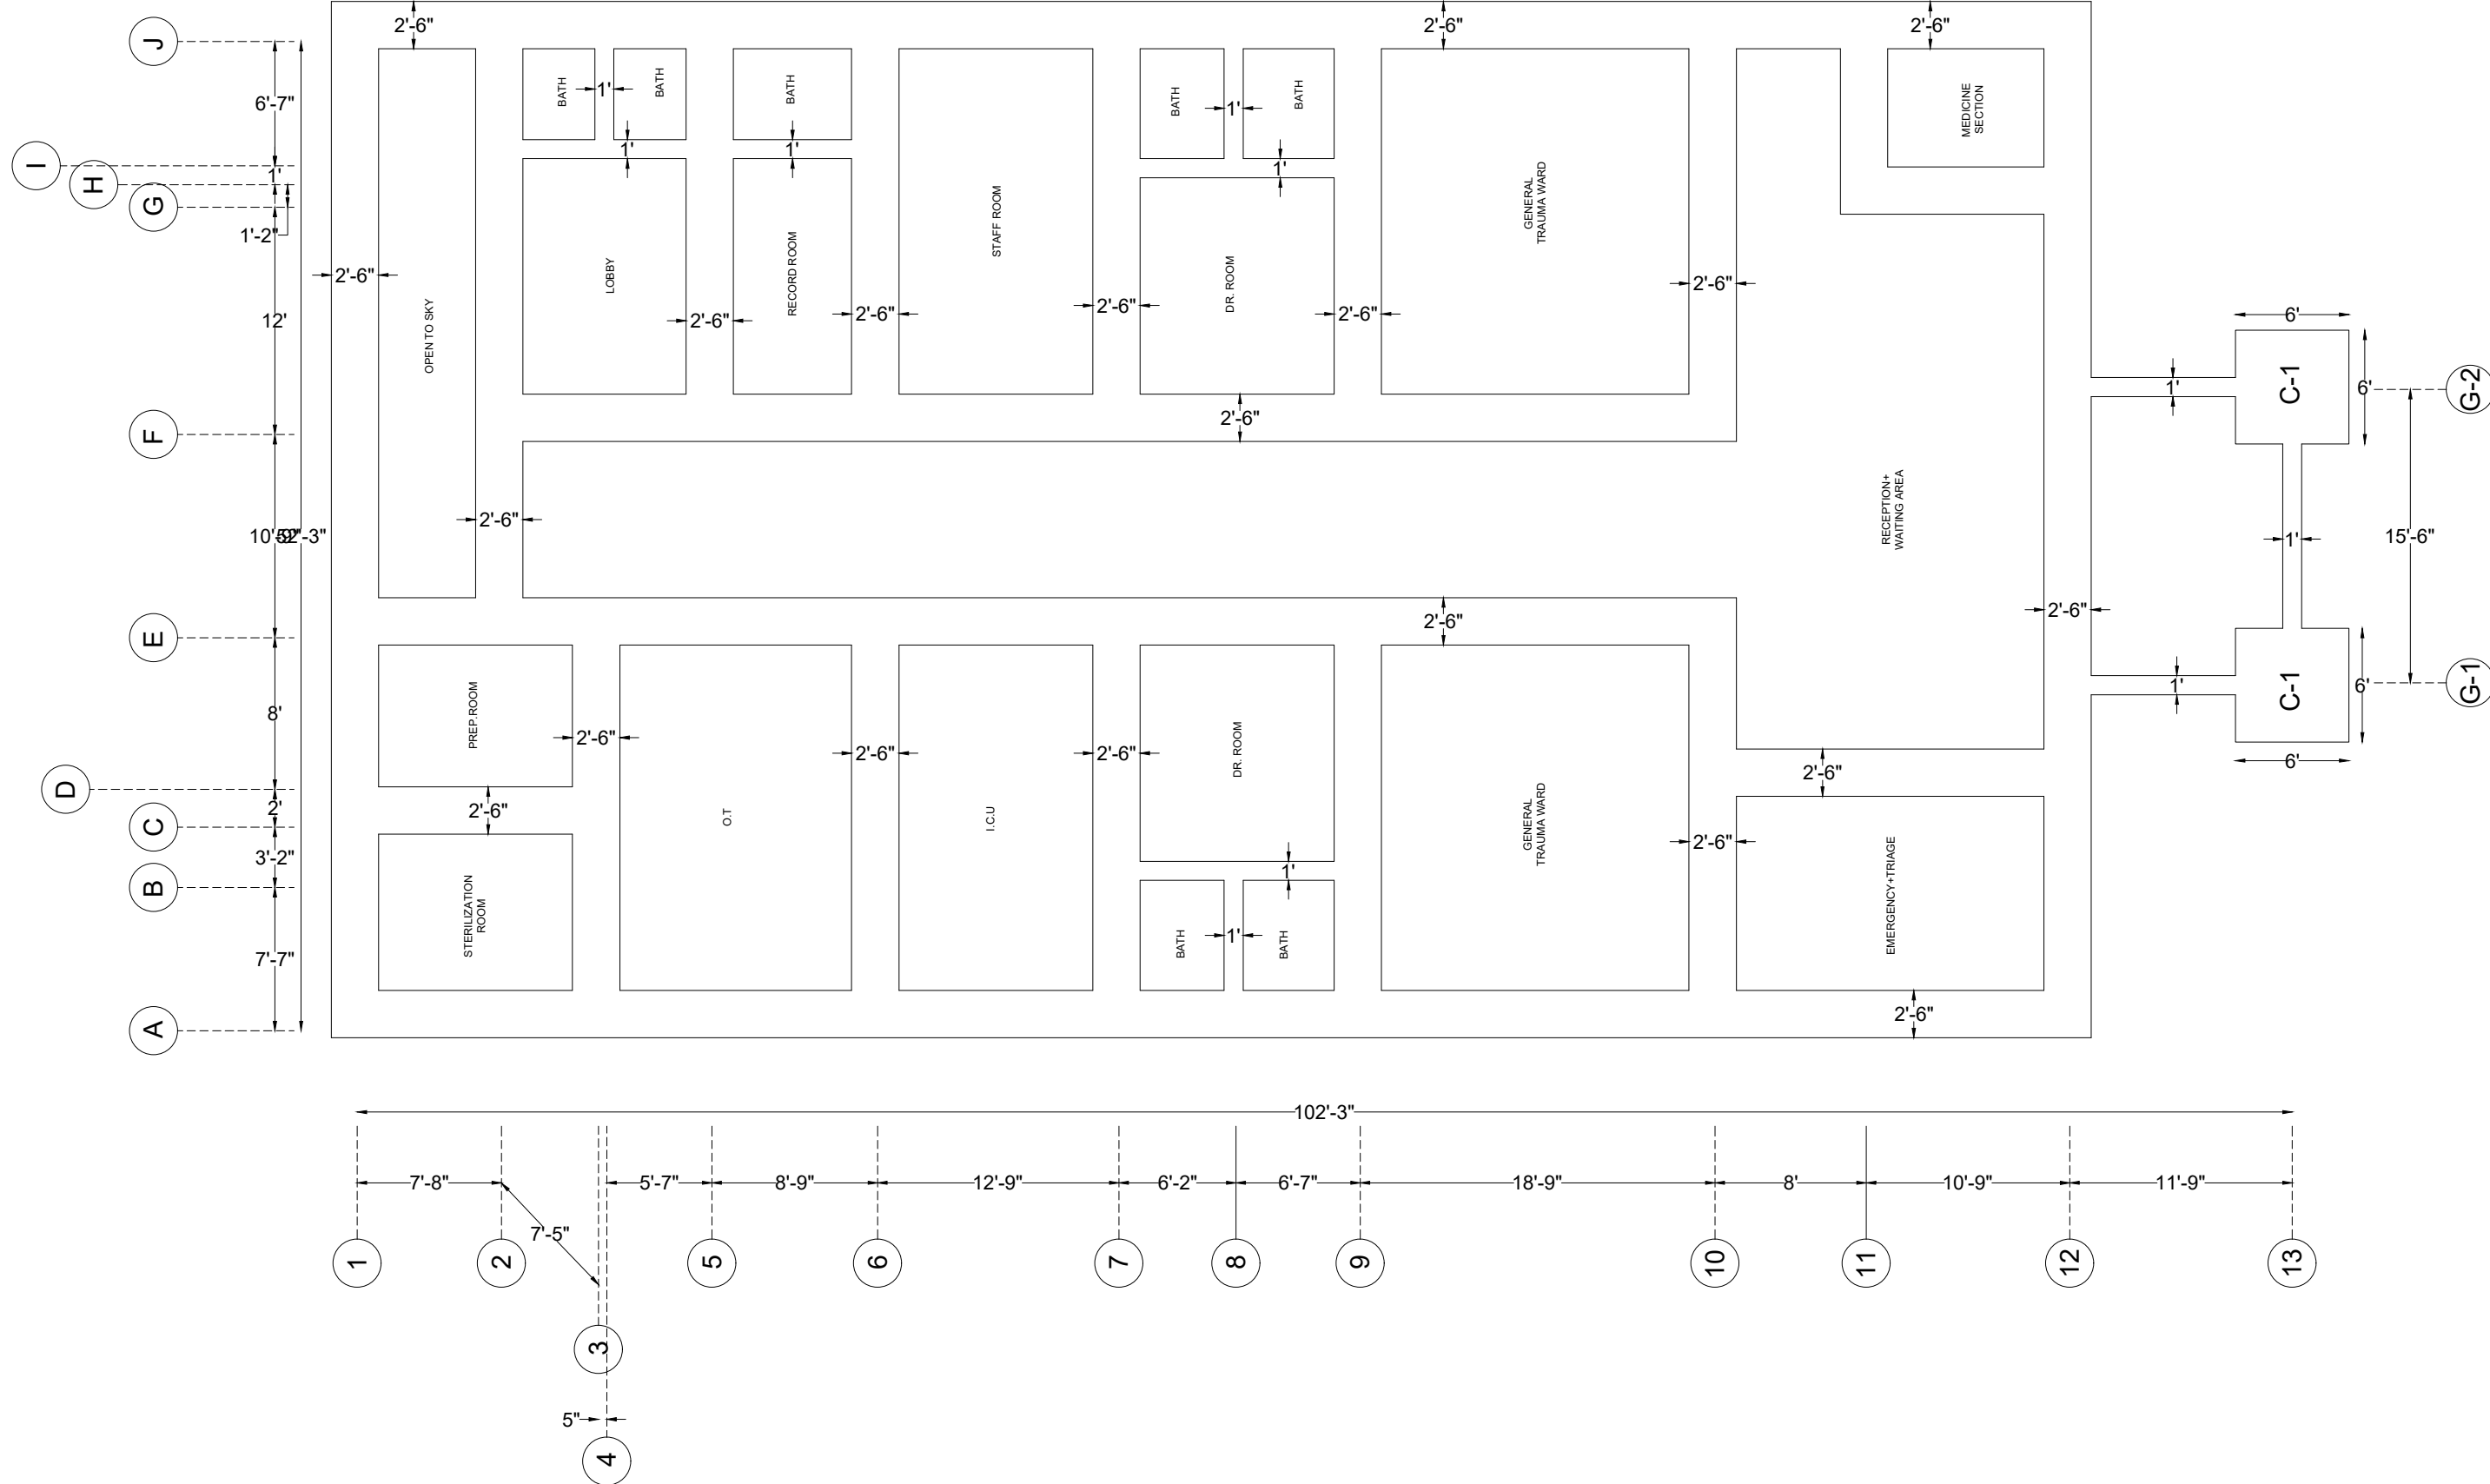 J
I
H
G
F
E
D
C
B
A
6'-7"
1'
1'-2"
12'
10'-9"
52'-3"
8'
2'
3'-2"
7'-7"
2'-6"
2'-6"
2'-6"
BATH
1'
BATH
BATH
BATH
1'
BATH
MEDICINE
SECTION
1'
1'
1'
2'-6"
OPEN TO SKY
LOBBY
2'-6"
RECORD ROOM
2'-6"
STAFF ROOM
2'-6"
DR. ROOM
2'-6"
GENERAL
TRAUMA WARD
2'-6"
2'-6"
2'-6"
RECEPTION+
WAITING AREA
2'-6"
6'
C-1
6'
1'
G-2
1'
15'-6"
1'
C-1
6'
6'
G-1
2'-6"
PREP.ROOM
2'-6"
2'-6"
STERILIZATION
ROOM
O.T
2'-6"
I.C.U
2'-6"
DR. ROOM
1'
BATH
1'
BATH
GENERAL
TRAUMA WARD
2'-6"
2'-6"
EMERGENCY+TRIAGE
2'-6"
102'-3"
7'-8"
7'-5"
5'-7"
8'-9"
12'-9"
6'-2"
6'-7"
18'-9"
8'
10'-9"
11'-9"
1
2
3
4
5
6
7
8
9
10
11
12
13
5"